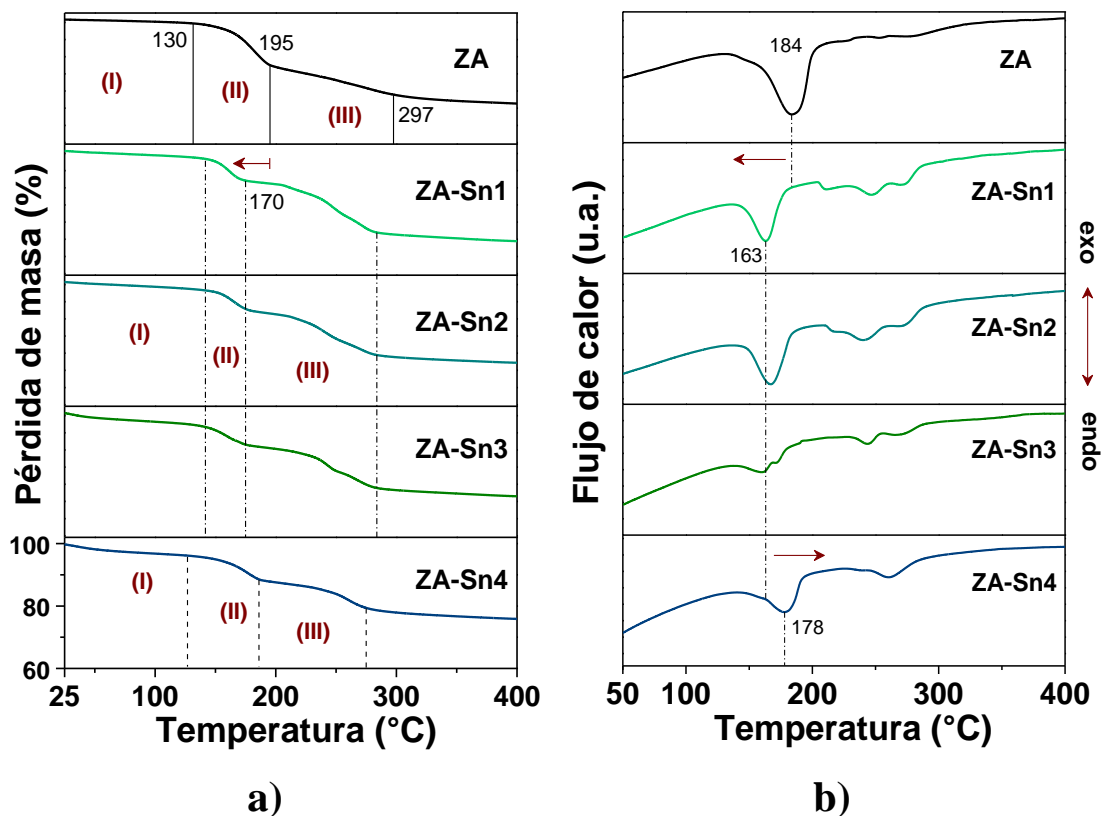 Pérdida de masa (%)
130
195
ZA
(I)
(II)
(III)
297
ZA-Sn1
170
ZA-Sn2
(I)
(II)
(III)
ZA-Sn3
100
80
60
ZA-Sn4
(I)
(II)
(III)
25
100
200
300
400
Temperatura (°C)
a)
Flujo de calor (u.a.)
184
ZA
ZA-Sn1
163
ZA-Sn2
ZA-Sn3
ZA-Sn4
178
exo
endo
50
100
200
300
400
Temperatura (°C)
b)